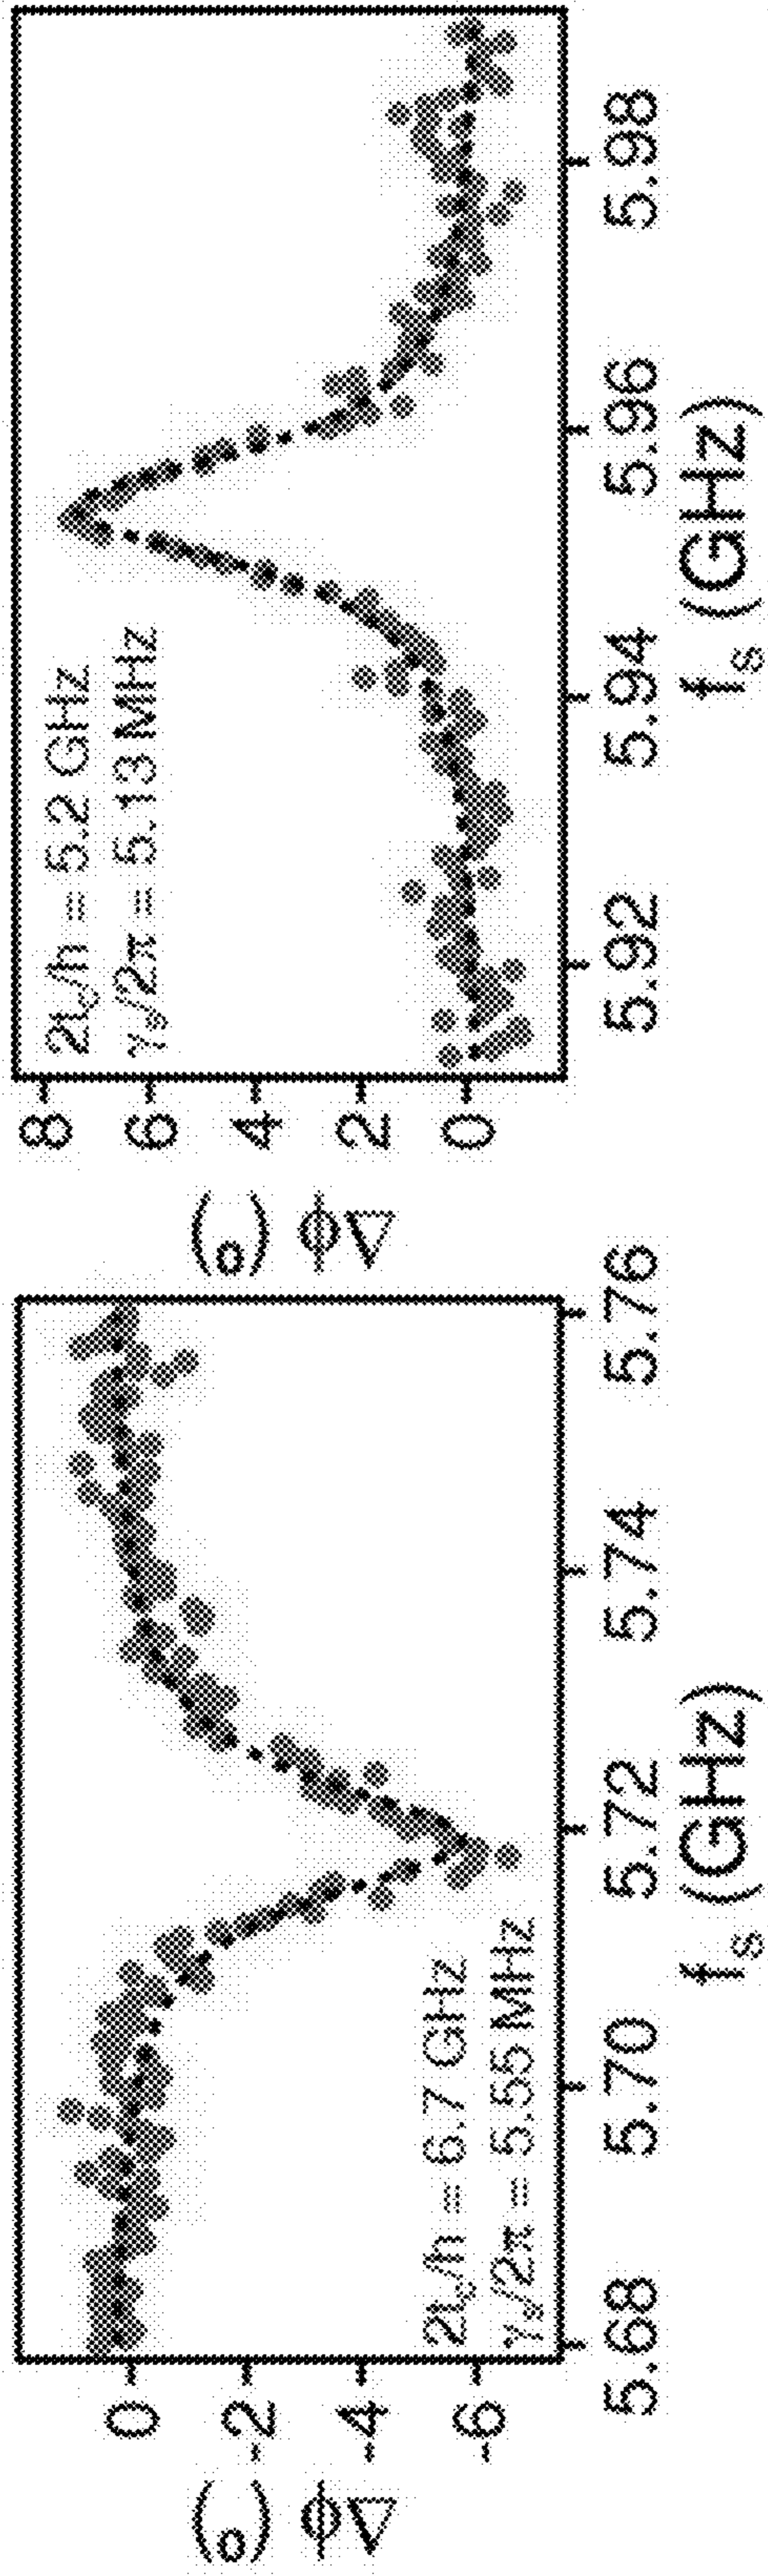 Δϕ (°)
0
-2
-4
-6
2t_c/h = 6.7 GHz
γ_s/2π = 5.55 MHz
5.68 5.70 5.72 5.74 5.76
f_s (GHz)
Δϕ (°)
8
6
4
2
0
2t_c/h = 5.2 GHz
γ_s/2π = 5.13 MHz
5.92 5.94 5.96 5.98
f_s (GHz)